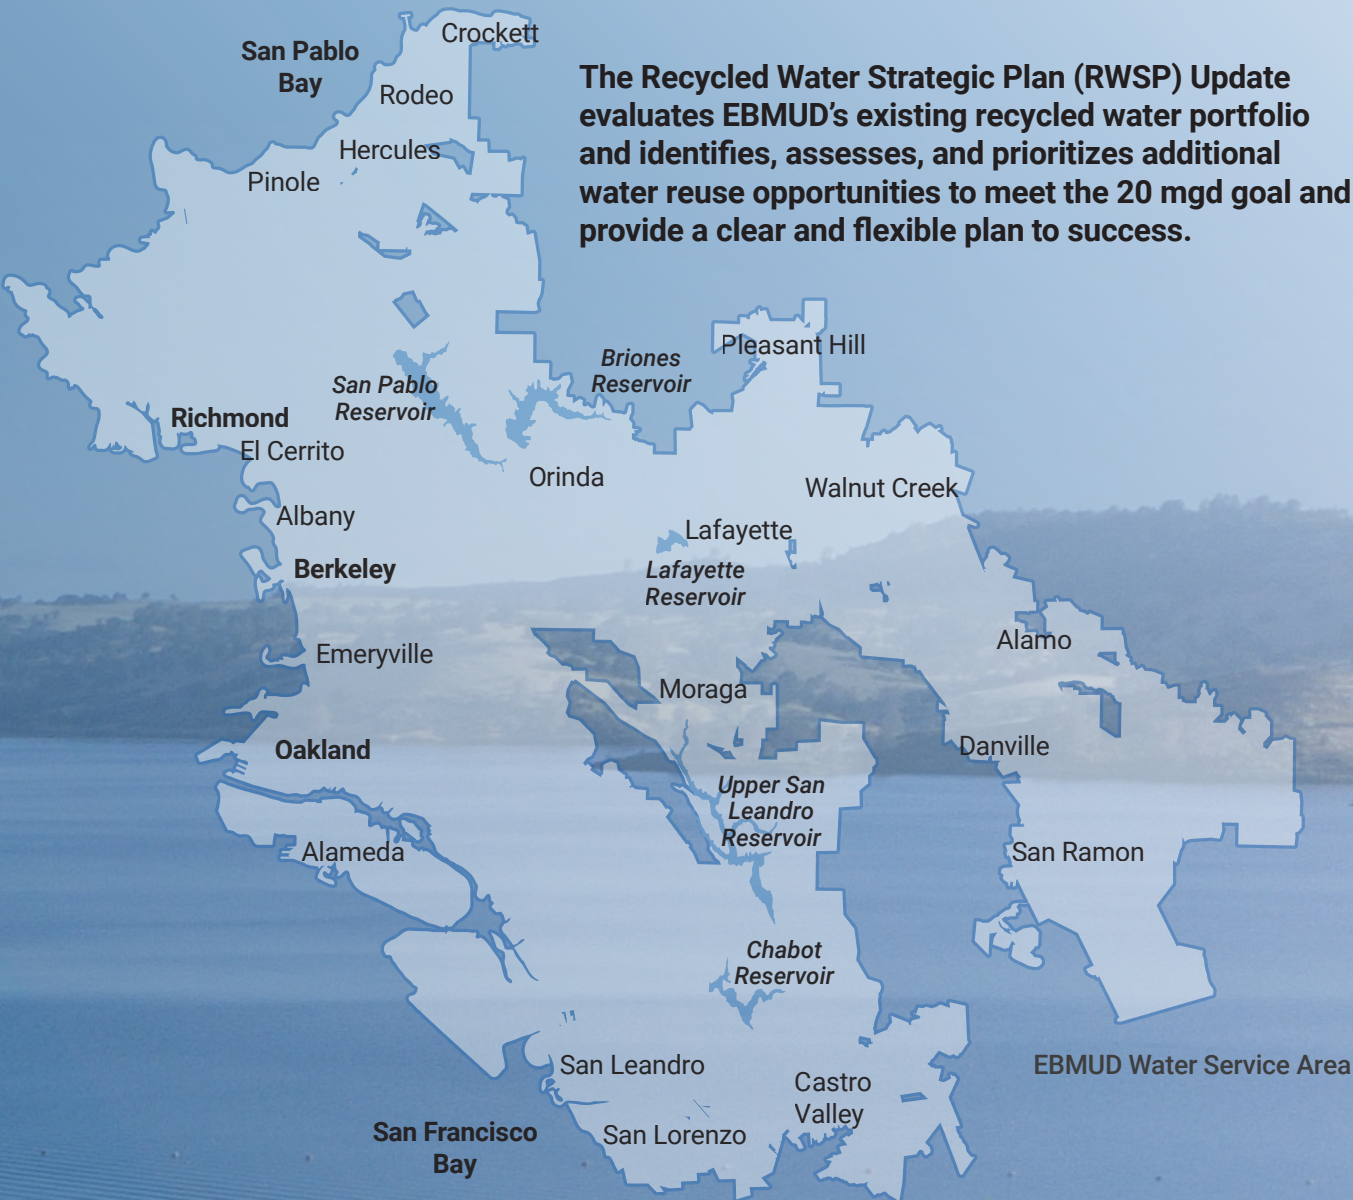 Crockett
San Pablo
Bay
The Recycled Water Strategic Plan (RWSP) Update
evaluates EBMUD’s existing recycled water portfolio
and identifies, assesses, and prioritizes additional
water reuse opportunities to meet the 20 mgd goal and
provide a clear and flexible plan to success.
Rodeo
Hercules
Pinole
Pleasant Hill
Briones
Reservoir
San Pablo
Reservoir
Richmond
El Cerrito
Orinda
Walnut Creek
Albany
Lafayette
Berkeley
Lafayette
Reservoir
Emeryville
Alamo
Moraga
Oakland
Danville
Upper San
Leandro
Reservoir
Alameda
San Ramon
Chabot
Reservoir
San Leandro
EBMUD Water Service Area
Castro
Valley
San Francisco
Bay
San Lorenzo